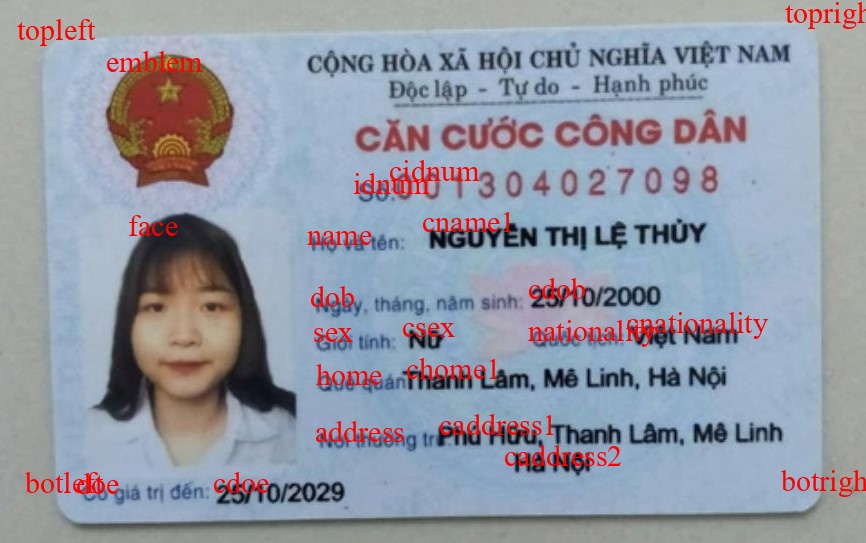 topleft
topright
emblem
CỘNG HÒA XÃ HỘI CHỦ NGHĨA VIỆT NAM
Độc lập - Tự do - Hạnh phúc
CĂN CƯỚC CÔNG DÂN
idnum cidnum
Số: 001304027098
face
name cname1
Họ và tên: NGUYỄN THỊ LỆ THỦY
dob cdob
Ngày, tháng, năm sinh: 25/10/2000
sex csex nationality cnationality
Giới tính: Nữ Quốc tịch: Việt Nam
home chome1
Quê quán Thanh Lâm, Mê Linh, Hà Nội
address caddress1
Nơi thường trú: Phú Hữu, Thanh Lâm, Mê Linh
caddress2
Hà Nội
botleft doe cdoe botright
Có giá trị đến: 25/10/2029